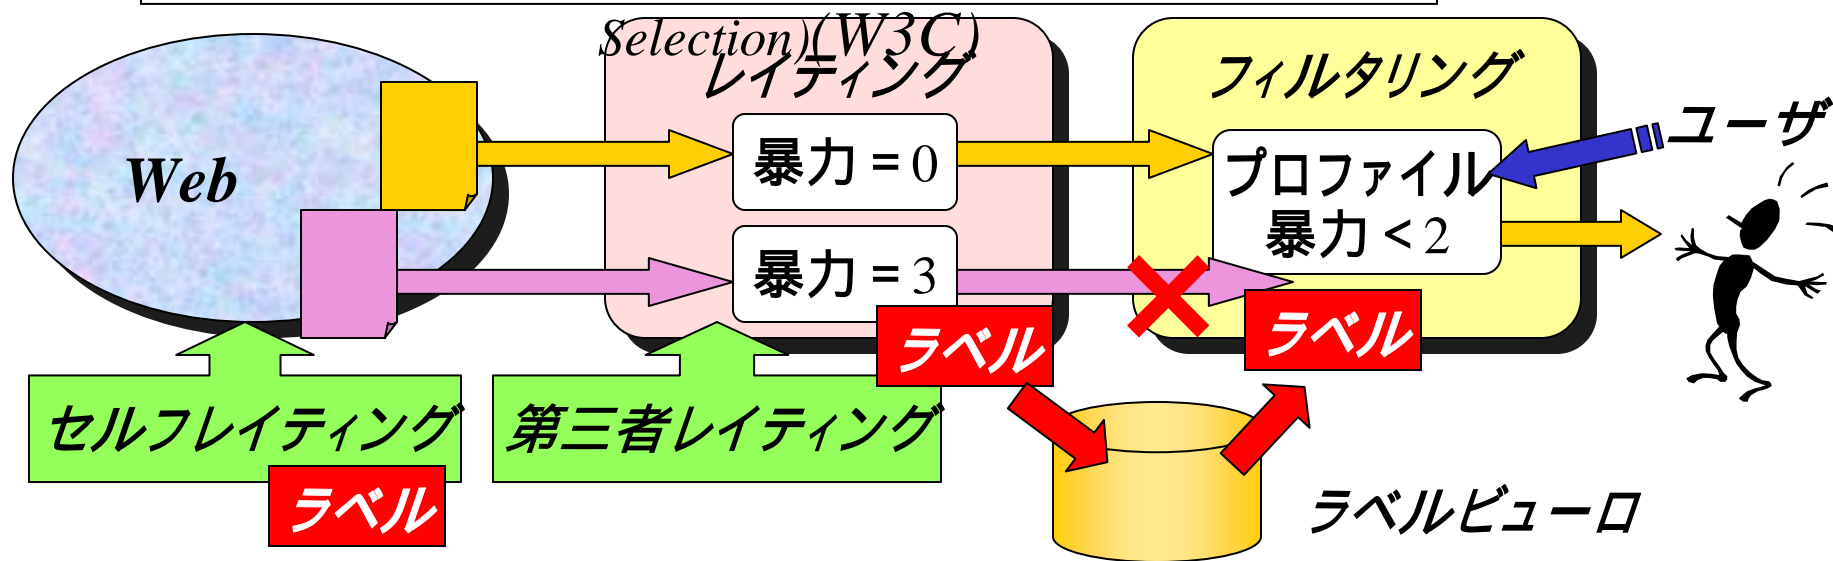 Selection)(W3C)
レイティング
フィルタリング
ユーザ
Web
暴力 = 0
プロファイル
暴力 < 2
暴力 = 3
ラベル
ラベル
セルフレイティング
第三者レイティング
ラベル
ラベルビューロ